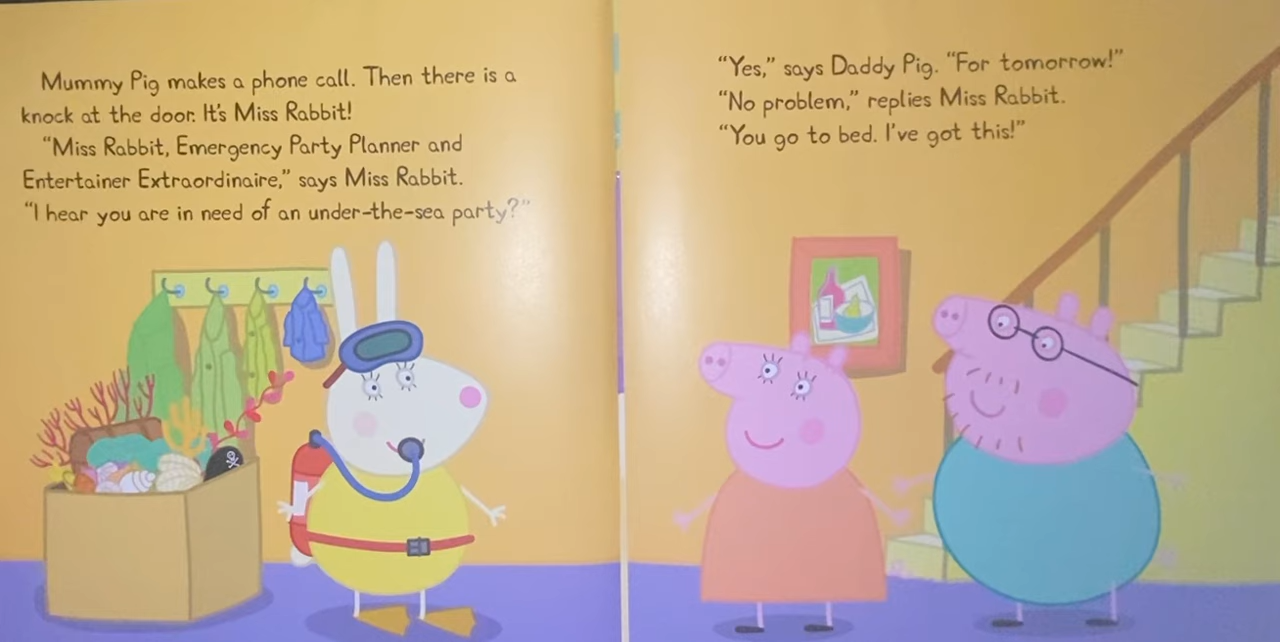 Mummy Pig makes a phone call. Then there is a
knock at the door. It's Miss Rabbit!
“Miss Rabbit, Emergency Party Planner and
Entertainer Extraordinaire,” says Miss Rabbit.
“I hear you are in need of an under-the-sea party?”
“Yes,” says Daddy Pig. “For tomorrow!”
“No problem,” replies Miss Rabbit.
“You go to bed. I've got this!”